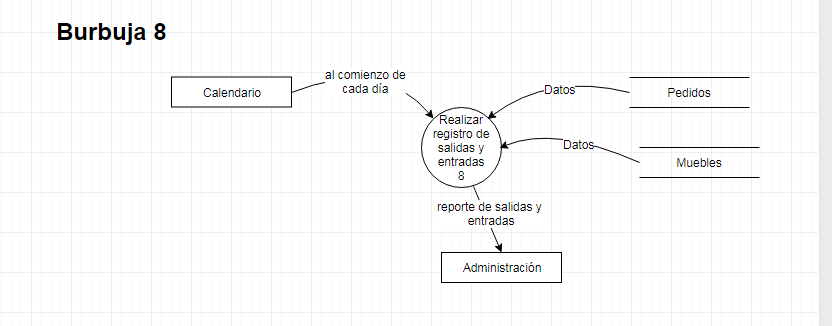 Burbuja 8
Calendario
al comienzo de
cada día
Realizar
registro de
salidas y
entradas
8
Datos
Pedidos
Datos
Muebles
reporte de salidas y
entradas
Administración